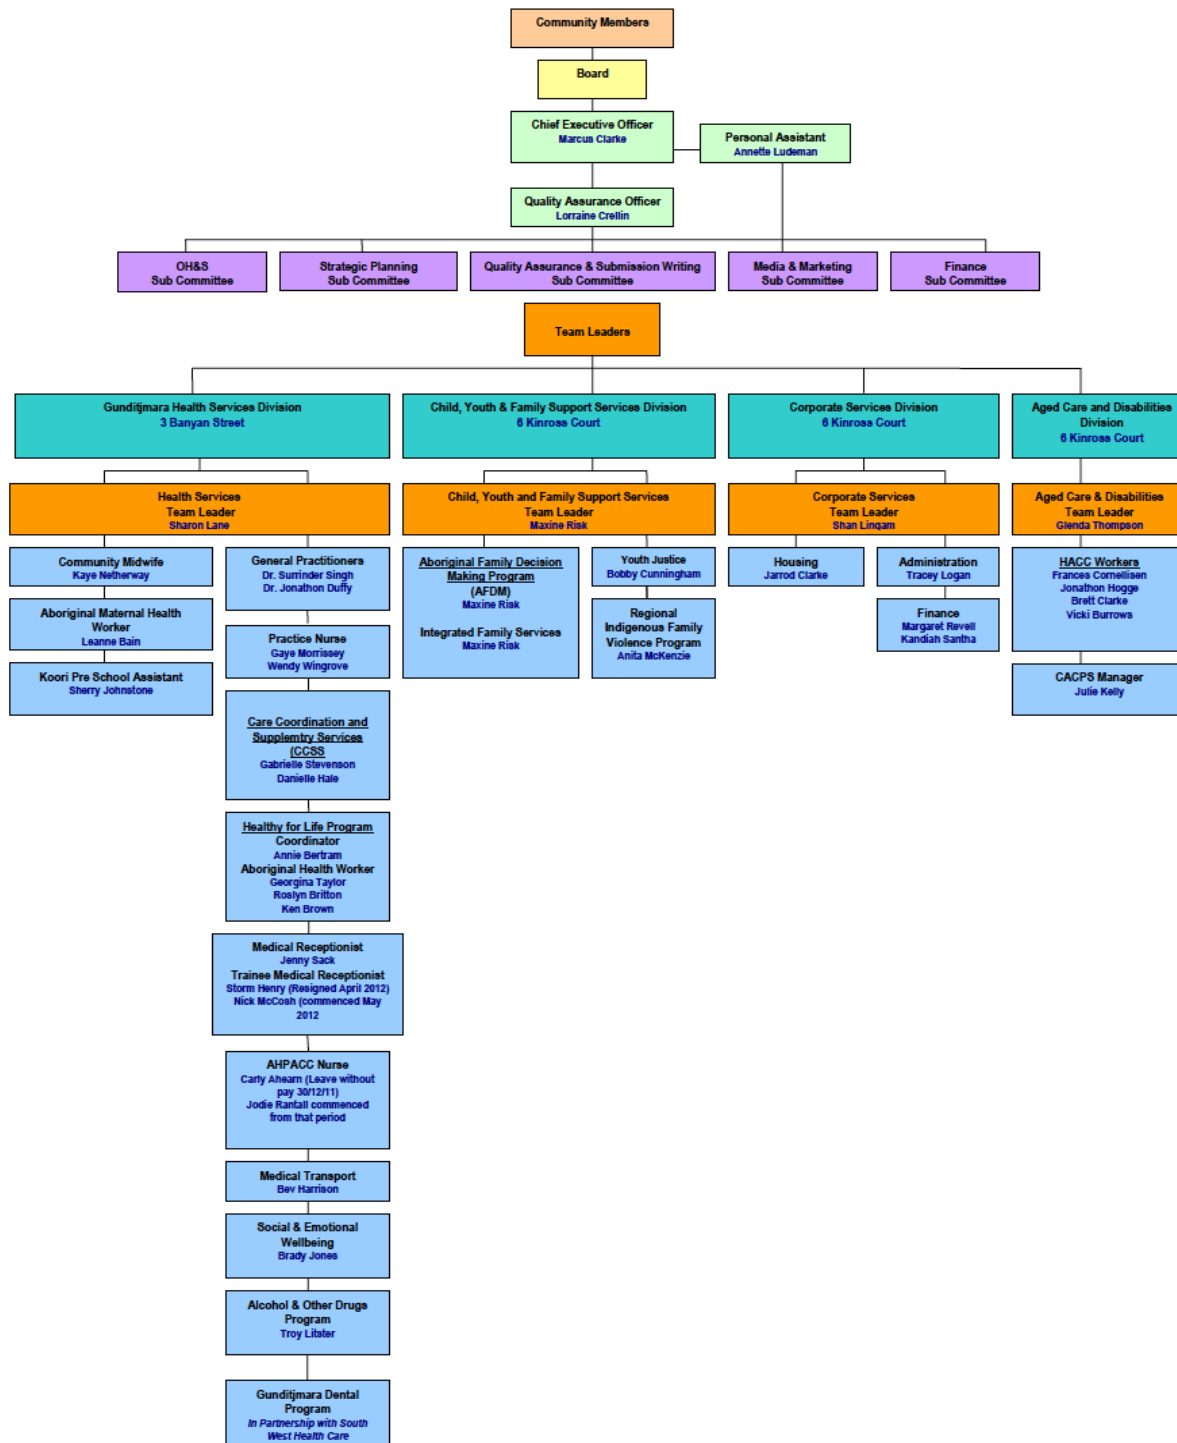 Community Members
Board
Chief Executive Officer
Marcus Clarke
Personal Assistant
Annette Ludeman
Quality Assurance Officer
Lorraine Crellin
OH&S
Sub Committee
Strategic Planning
Sub Committee
Quality Assurance & Submission Writing
Sub Committee
Media & Marketing
Sub Committee
Finance
Sub Committee
Team Leaders
Gunditjmara Health Services Division
3 Banyan Street
Child, Youth & Family Support Services Division
6 Kinross Court
Corporate Services Division
6 Kinross Court
Aged Care and Disabilities
Division
6 Kinross Court
Health Services
Team Leader
Sharon Lane
Child, Youth and Family Support Services
Team Leader
Maxine Risk
Corporate Services
Team Leader
Shan Lingam
Aged Care & Disabilities
Team Leader
Glenda Thompson
Community Midwife
Kaye Netherway
Aboriginal Maternal Health
Worker
Leanne Bain
Koori Pre School Assistant
Sherry Johnstone
General Practitioners
Dr. Surrinder Singh
Dr. Jonathon Duffy
Practice Nurse
Gaye Morrissey
Wendy Wingrove
Care Coordination and
Supplemtry Services
(CCSS
Gabrielle Stevenson
Danielle Hale
Healthy for Life Program
Coordinator
Annie Bertram
Aboriginal Health Worker
Georgina Taylor
Roslyn Britton
Ken Brown
Medical Receptionist
Jenny Sack
Trainee Medical Receptionist
Storm Henry (Resigned April 2012)
Nick McCosh (commenced May
2012
AHPACC Nurse
Carly Ahearn (Leave without
pay 30/12/11)
Jodie Rantall commenced
from that period
Medical Transport
Bev Harrison
Social & Emotional
Wellbeing
Brady Jones
Alcohol & Other Drugs
Program
Troy Litster
Gunditjmara Dental
Program
In Partnership with South
West Health Care
Aboriginal Family Decision
Making Program
(AFDM)
Maxine Risk
Integrated Family Services
Maxine Risk
Youth Justice
Bobby Cunningham
Regional
Indigenous Family
Violence Program
Anita McKenzie
Housing
Jarrod Clarke
Administration
Tracey Logan
Finance
Margaret Revell
Kandiah Santha
HACC Workers
Frances Cornellisen
Jonathon Hogge
Brett Clarke
Vicki Burrows
CACPS Manager
Julie Kelly